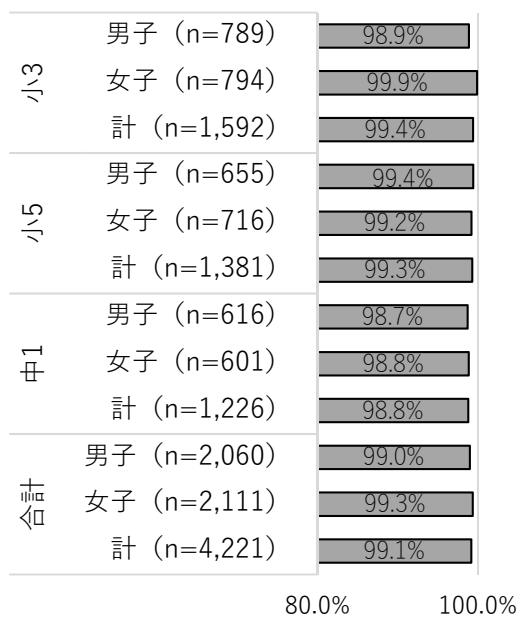 小3
男子（n=789） 98.9%
女子（n=794） 99.9%
計（n=1,592） 99.4%
小5
男子（n=655） 99.4%
女子（n=716） 99.2%
計（n=1,381） 99.3%
中1
男子（n=616） 98.7%
女子（n=601） 98.8%
計（n=1,226） 98.8%
合計
男子（n=2,060） 99.0%
女子（n=2,111） 99.3%
計（n=4,221） 99.1%
80.0% 100.0%